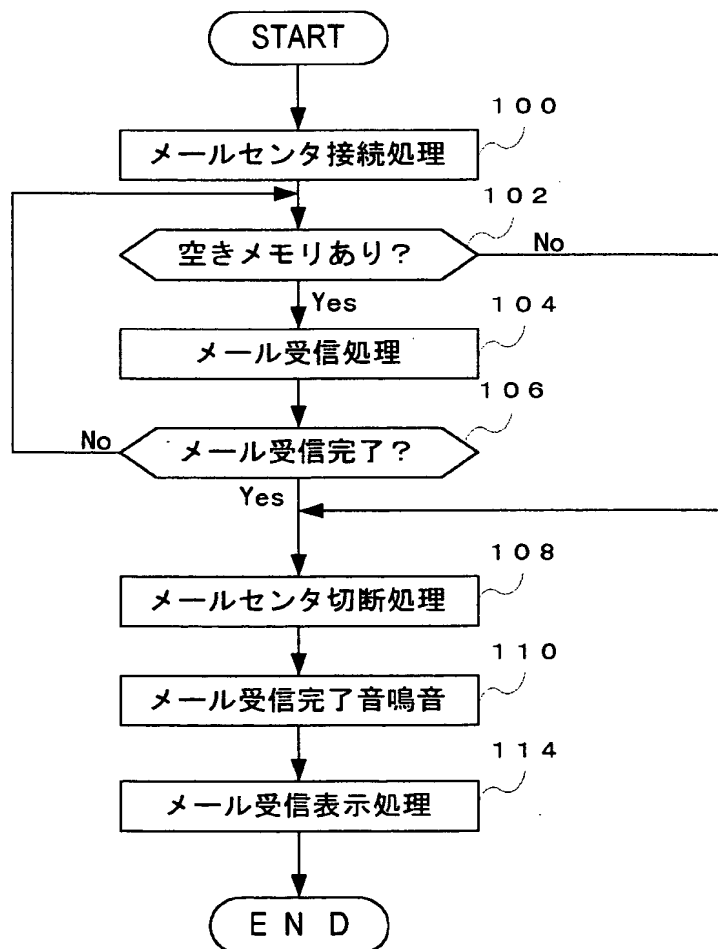 START
１００
メールセンタ接続処理
１０２
空きメモリあり？
No
Yes
１０４
メール受信処理
１０６
メール受信完了？
No
Yes
１０８
メールセンタ切断処理
１１０
メール受信完了音鳴音
１１４
メール受信表示処理
ＥＮＤ